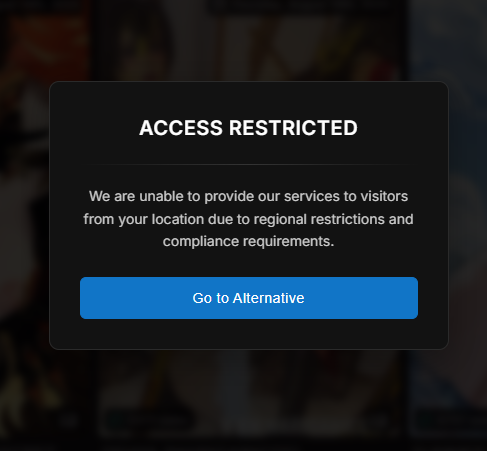 ACCESS RESTRICTED
We are unable to provide our services to visitors
from your location due to regional restrictions and
compliance requirements.
Go to Alternative